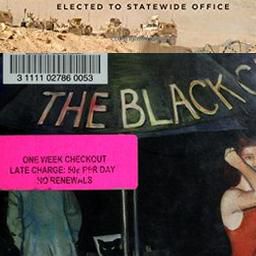 ELECTED TO STATEWIDE OFFICE
3 1111 02786 0053
THE BLACK
ONE WEEK CHECKOUT
LATE CHARGE: 50¢ PER DAY
NO RENEWALS